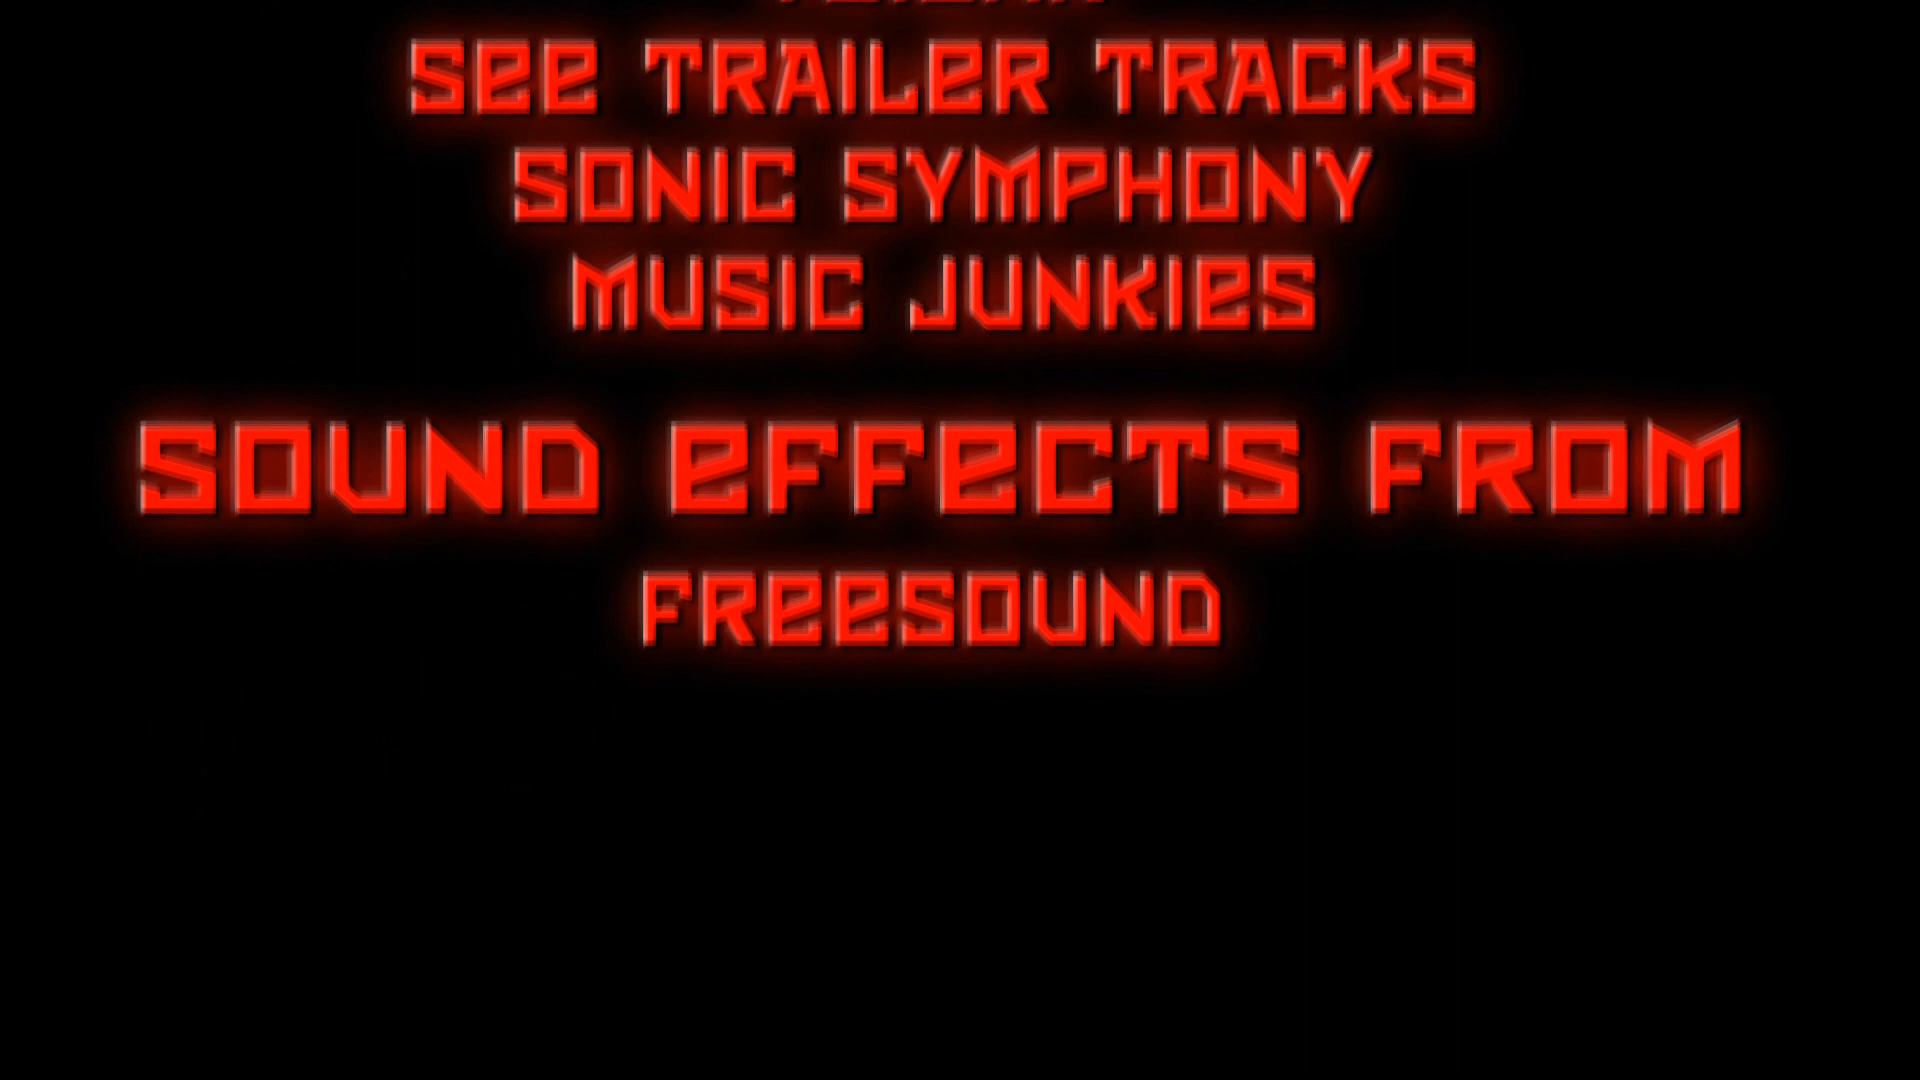 SEE TRAILER TRACKS
SONIC SYMPHONY
MUSIC JUNKIES
SOUND EFFECTS FROM
FREESOUND